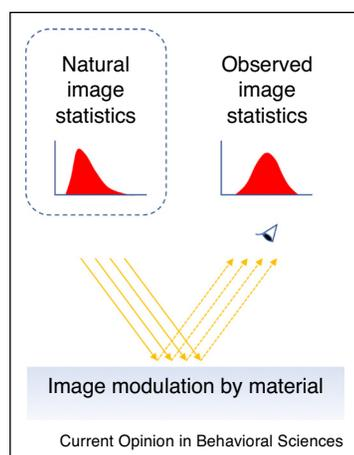 Natural
image
statistics
Observed
image
statistics
Image modulation by material
Current Opinion in Behavioral Sciences